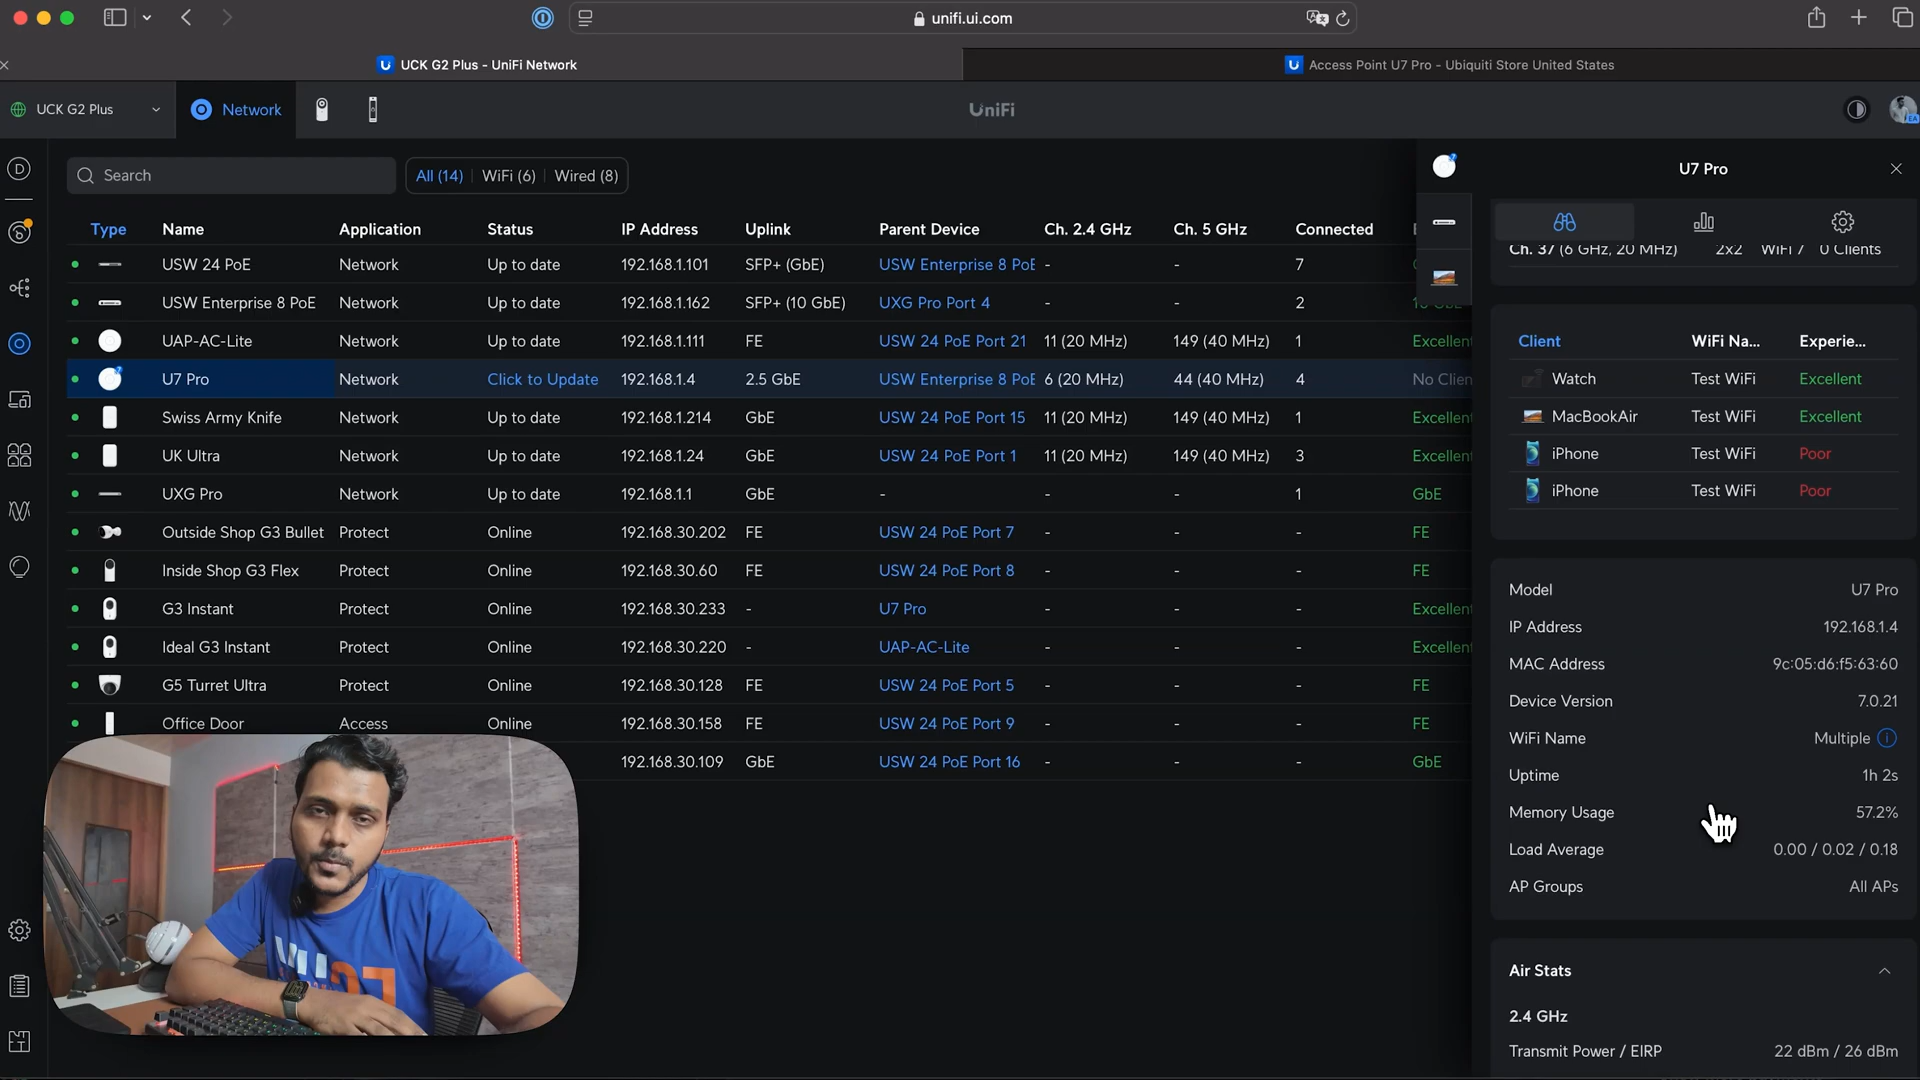 unifi.ui.com
UCK G2 Plus - UniFi Network
Access Point U7 Pro - Ubiquiti Store United States
UCK G2 Plus
Network
UniFi
EA
D
Search
All (14) WiFi (6) Wired (8)
Type Name Application Status IP Address Uplink Parent Device Ch. 2.4 GHz Ch. 5 GHz Connected
USW 24 PoE Network Up to date 192.168.1.101 SFP+ (GbE) USW Enterprise 8 PoE - - 7
USW Enterprise 8 PoE Network Up to date 192.168.1.162 SFP+ (10 GbE) UXG Pro Port 4 - - 2
UAP-AC-Lite Network Up to date 192.168.1.111 FE USW 24 PoE Port 21 11 (20 MHz) 149 (40 MHz) 1 Excellent
U7 Pro Network Click to Update 192.168.1.4 2.5 GbE USW Enterprise 8 PoE 6 (20 MHz) 44 (40 MHz) 4 No Clien
Swiss Army Knife Network Up to date 192.168.1.214 GbE USW 24 PoE Port 15 11 (20 MHz) 149 (40 MHz) 1 Excellent
UK Ultra Network Up to date 192.168.1.24 GbE USW 24 PoE Port 1 11 (20 MHz) 149 (40 MHz) 3 Excellent
UXG Pro Network Up to date 192.168.1.1 GbE - - - 1 GbE
Outside Shop G3 Bullet Protect Online 192.168.30.202 FE USW 24 PoE Port 7 - - - FE
Inside Shop G3 Flex Protect Online 192.168.30.60 FE USW 24 PoE Port 8 - - - FE
G3 Instant Protect Online 192.168.30.233 - U7 Pro - - - Excellent
Ideal G3 Instant Protect Online 192.168.30.220 - UAP-AC-Lite - - - Excellent
G5 Turret Ultra Protect Online 192.168.30.128 FE USW 24 PoE Port 5 - - - FE
Office Door Access Online 192.168.30.158 FE USW 24 PoE Port 9 - - - FE
192.168.30.109 GbE USW 24 PoE Port 16 - - - GbE
U7 Pro
Ch. 37 (6 GHz, 20 MHz) 2x2 WiFi 7 0 Clients
Client WiFi Na... Experie...
Watch Test WiFi Excellent
MacBookAir Test WiFi Excellent
iPhone Test WiFi Poor
iPhone Test WiFi Poor
Model U7 Pro
IP Address 192.168.1.4
MAC Address 9c:05:d6:f5:63:60
Device Version 7.0.21
WiFi Name Multiple
Uptime 1h 2s
Memory Usage 57.2%
Load Average 0.00 / 0.02 / 0.18
AP Groups All APs
Air Stats
2.4 GHz
Transmit Power / EIRP 22 dBm / 26 dBm